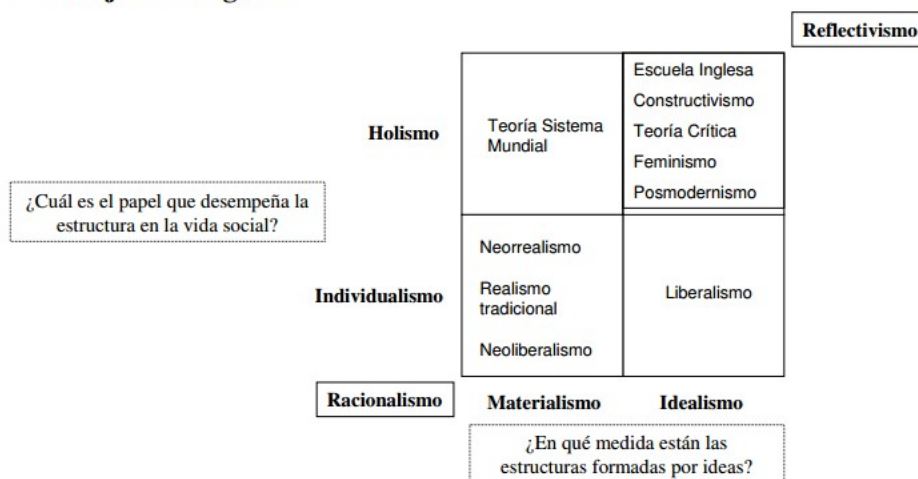 Reflectivismo
Escuela Inglesa
Constructivismo
Holismo
Teoría Sistema
Mundial
Teoría Crítica
Feminismo
Posmodernismo
¿Cuál es el papel que desempeña la
estructura en la vida social?
Neorrealismo
Individualismo
Realismo
tradicional
Liberalismo
Neoliberalismo
Racionalismo
Materialismo
Idealismo
¿En qué medida están las
estructuras formadas por ideas?